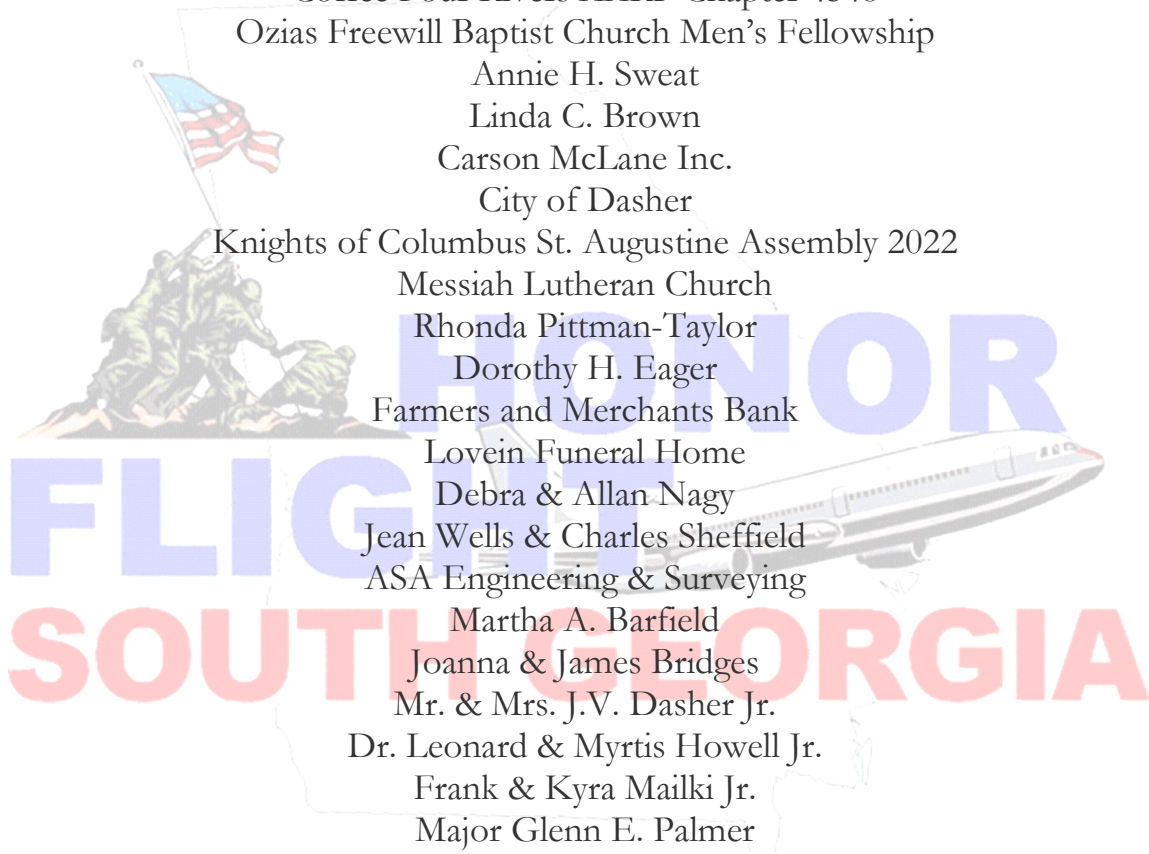 Ozias Freewill Baptist Church Men’s Fellowship
Annie H. Sweat
Linda C. Brown
Carson McLane Inc.
City of Dasher
Knights of Columbus St. Augustine Assembly 2022
Messiah Lutheran Church
HONOR
Rhonda Pittman-Taylor
Dorothy H. Eager
Farmers and Merchants Bank
Lovein Funeral Home
FLIGHT
Debra & Allan Nagy
Jean Wells & Charles Sheffield
ASA Engineering & Surveying
SOUTH GEORGIA
Martha A. Barfield
Joanna & James Bridges
Mr. & Mrs. J.V. Dasher Jr.
Dr. Leonard & Myrtis Howell Jr.
Frank & Kyra Mailki Jr.
Major Glenn E. Palmer